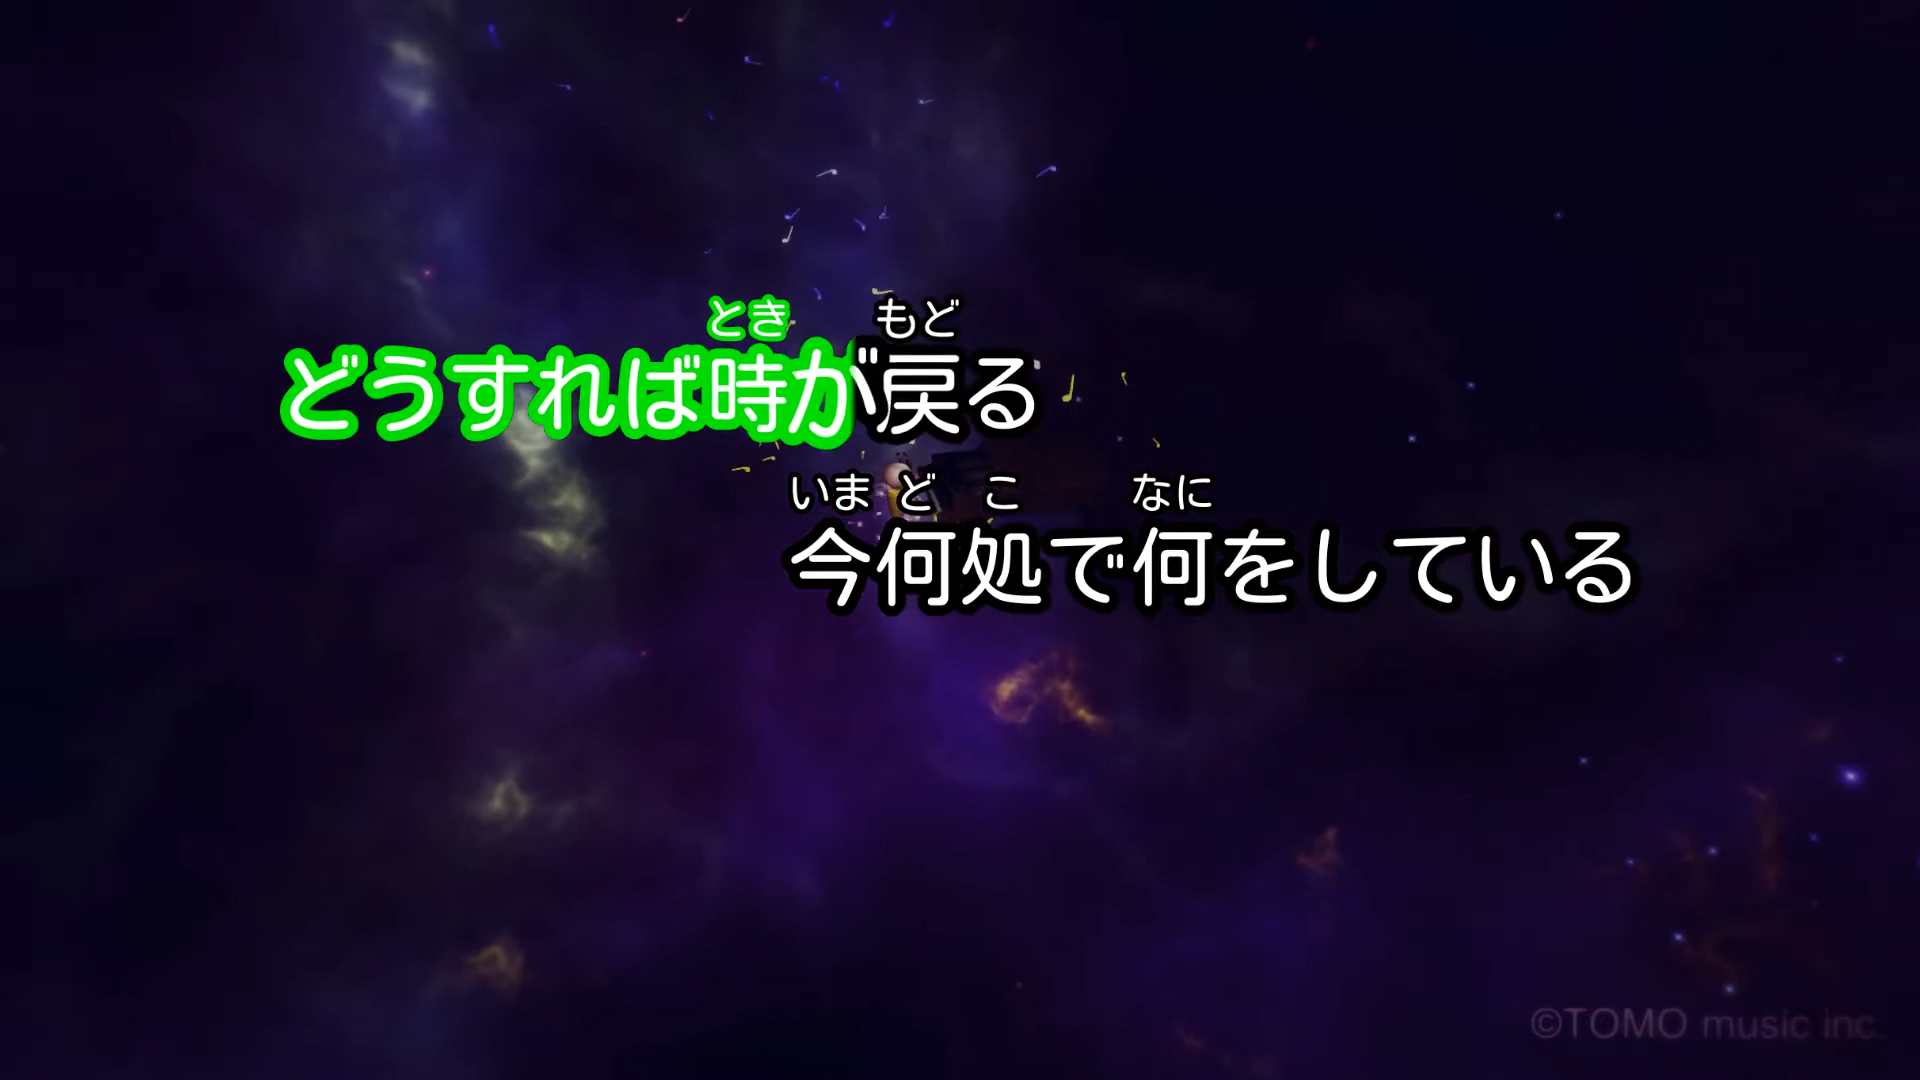 とき もど
どうすれば時が戻る
いま ど こ なに
今何処で何をしている
©TOMO music inc.